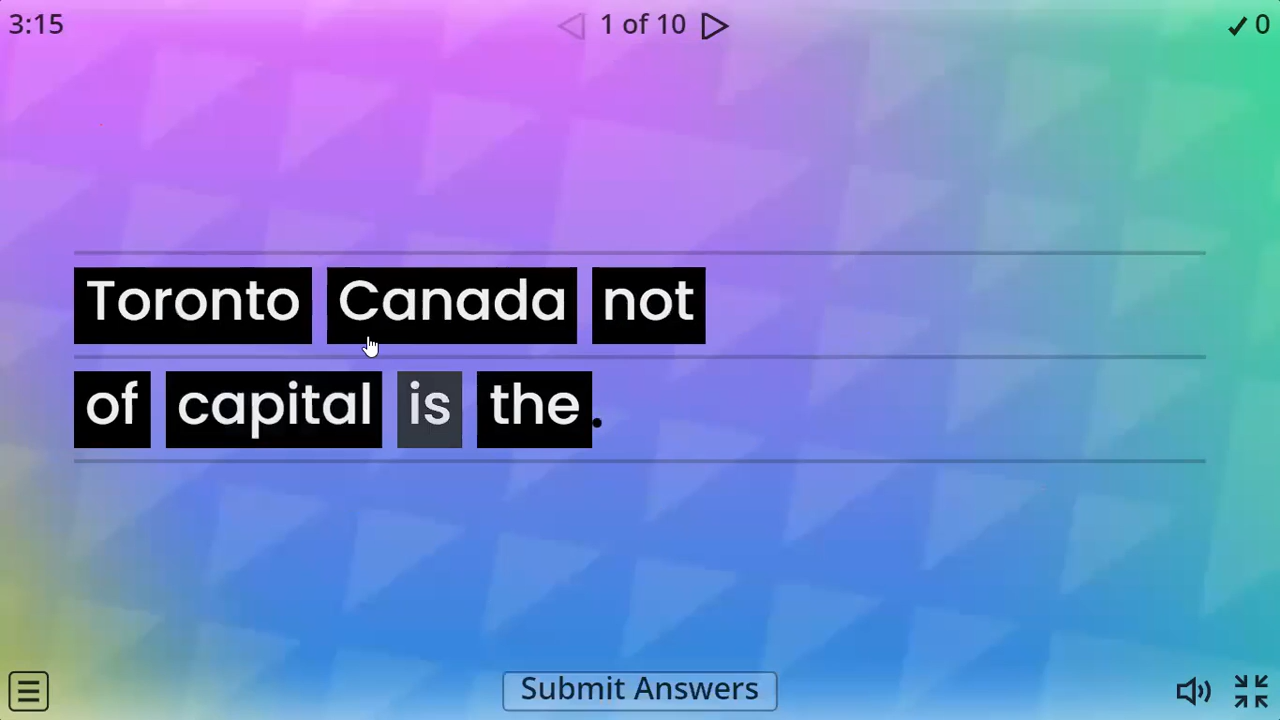 3:15 1 of 10 ✓ 0
Toronto Canada not
of capital is the.
Submit Answers